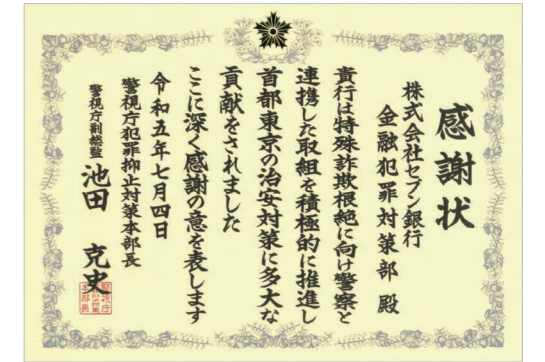 感謝状
株式会社セブン銀行
金融犯罪対策部 殿
貴行は特殊詐欺根絶に向け警察と
連携した取組を積極的に推進し
首都東京の治安対策に多大な
貢献をされました
ここに深く感謝の意を表します
令和五年七月四日
警視庁犯罪抑止対策本部長
警視庁副総監 池田 克史